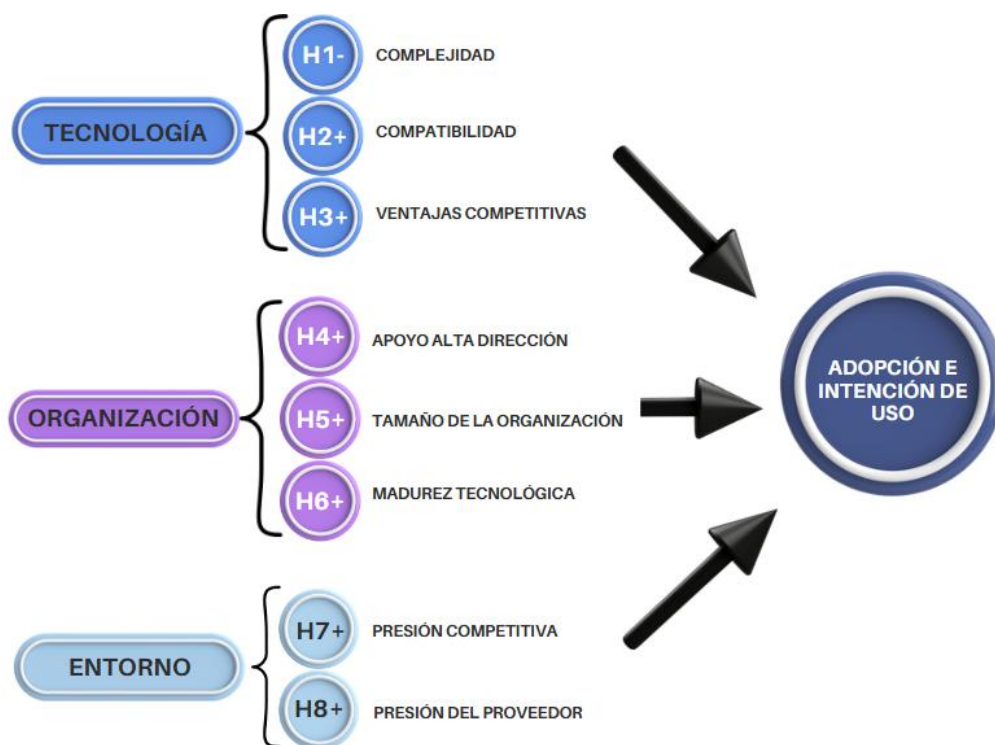 TECNOLOGÍA
H1-
COMPLEJIDAD
H2+
COMPATIBILIDAD
H3+
VENTAJAS COMPETITIVAS
ORGANIZACIÓN
H4+
APOYO ALTA DIRECCIÓN
H5+
TAMAÑO DE LA ORGANIZACIÓN
H6+
MADUREZ TECNOLÓGICA
ENTORNO
H7+
PRESIÓN COMPETITIVA
H8+
PRESIÓN DEL PROVEEDOR
ADOPCIÓN E
INTENCIÓN DE
USO